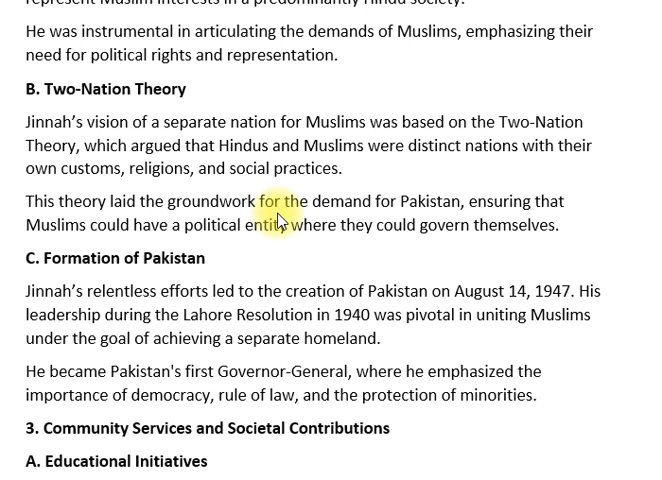 represent Muslim interests in a predominantly Hindu society.
He was instrumental in articulating the demands of Muslims, emphasizing their
need for political rights and representation.
B. Two-Nation Theory
Jinnah’s vision of a separate nation for Muslims was based on the Two-Nation
Theory, which argued that Hindus and Muslims were distinct nations with their
own customs, religions, and social practices.
This theory laid the groundwork for the demand for Pakistan, ensuring that
Muslims could have a political entity where they could govern themselves.
C. Formation of Pakistan
Jinnah’s relentless efforts led to the creation of Pakistan on August 14, 1947. His
leadership during the Lahore Resolution in 1940 was pivotal in uniting Muslims
under the goal of achieving a separate homeland.
He became Pakistan's first Governor-General, where he emphasized the
importance of democracy, rule of law, and the protection of minorities.
3. Community Services and Societal Contributions
A. Educational Initiatives